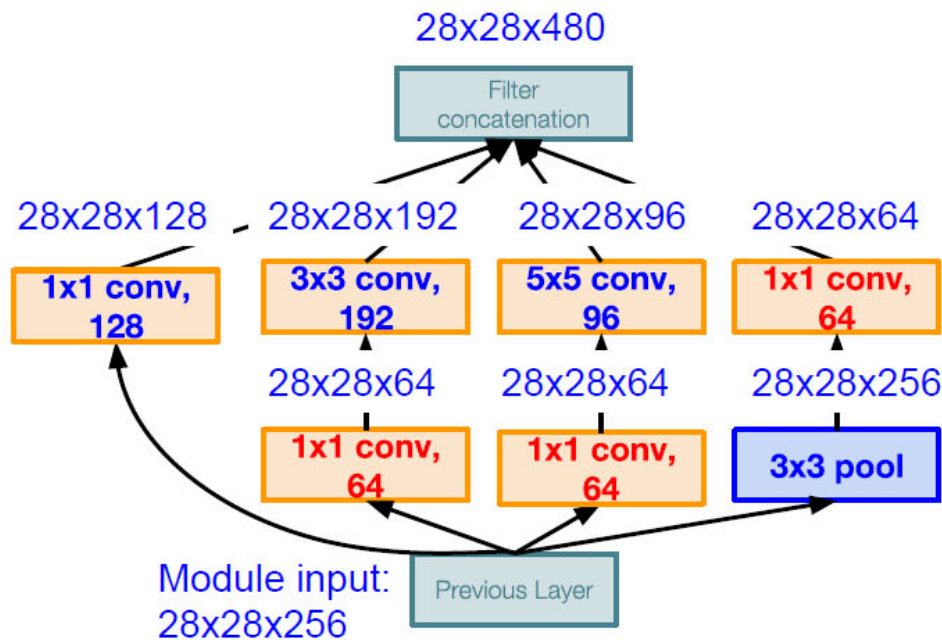 28x28x480
Filter
concatenation
28x28x128
28x28x192
28x28x96
28x28x64
1x1 conv,
128
3x3 conv,
192
5x5 conv,
96
1x1 conv,
64
28x28x64
28x28x64
28x28x256
1x1 conv,
64
1x1 conv,
64
3x3 pool
Module input:
28x28x256
Previous Layer